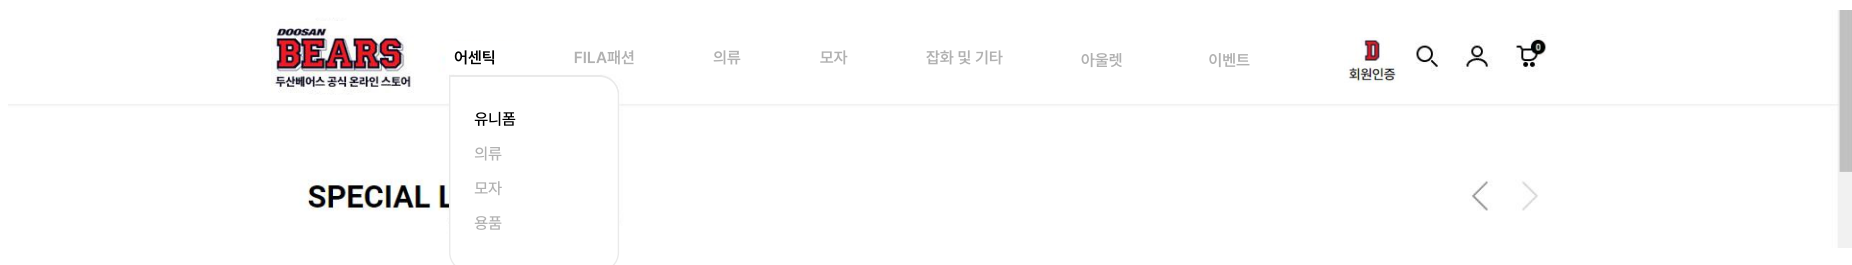 DOOSAN
BEARS
두산베어스 공식 온라인 스토어
어센틱 FILA패션 의류 모자 잡화 및 기타 아울렛 이벤트
D
회원인증
0
유니폼
의류
모자
용품
SPECIAL L